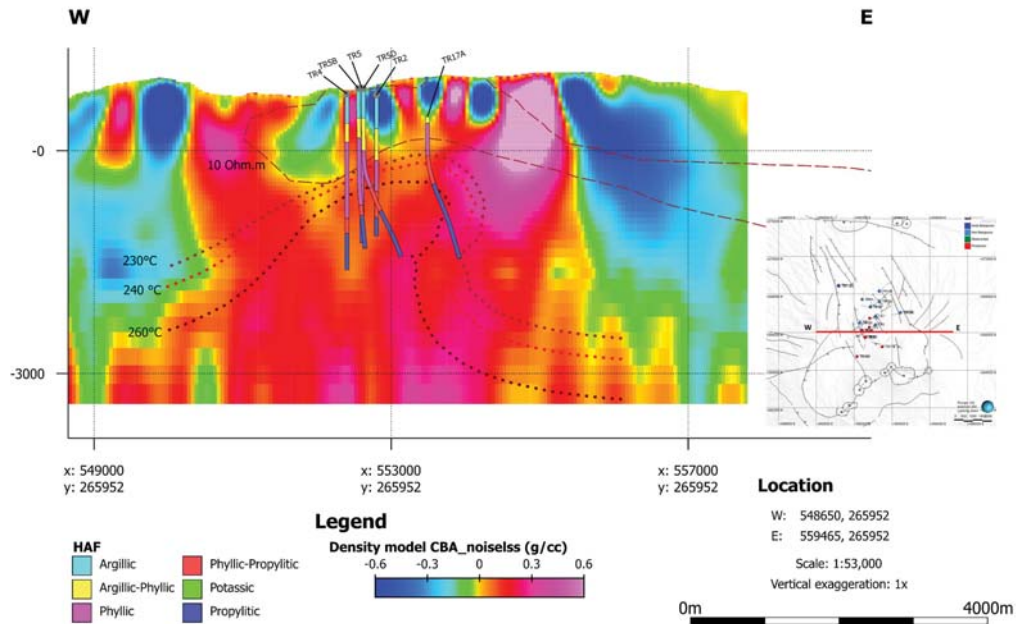 W
E
TR4
TR5B
TR5
TR5D
TR2
TR17A
-0
10 Ohm.m
230°C
240 °C
260°C
-3000
W
E
x: 549000
y: 265952
x: 553000
y: 265952
x: 557000
y: 265952
Location
W: 548650, 265952
E: 559465, 265952
Scale: 1:53,000
Vertical exaggeration: 1x
0m
4000m
Legend
HAF
Argillic
Argillic-Phyllic
Phyllic
Phyllic-Propylitic
Potassic
Propylitic
Density model CBA_noiselss (g/cc)
-0.6
-0.3
0
0.3
0.6